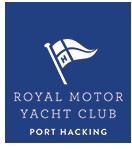 H
ROYAL MOTOR
YACHT CLUB
PORT HACKING